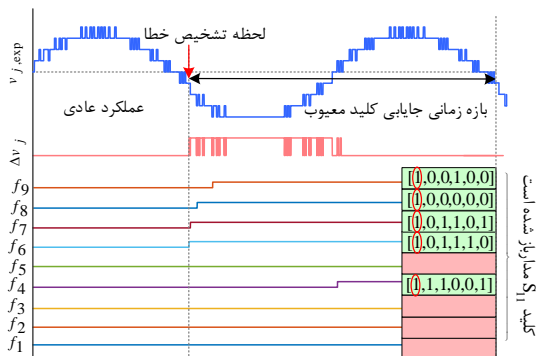 لحظه تشخیص خطا
v j,exp
عملکرد عادی
بازه زمانی جایابی کلید معیوب
Δv j
f9
[1,0,0,1,0,0]
f8
[1,0,0,0,0,0]
f7
[1,0,1,1,0,1]
f6
[1,0,1,1,1,0]
f5
f4
[1,1,1,0,0,1]
f3
f2
f1
کلید S11 مدارباز شده است